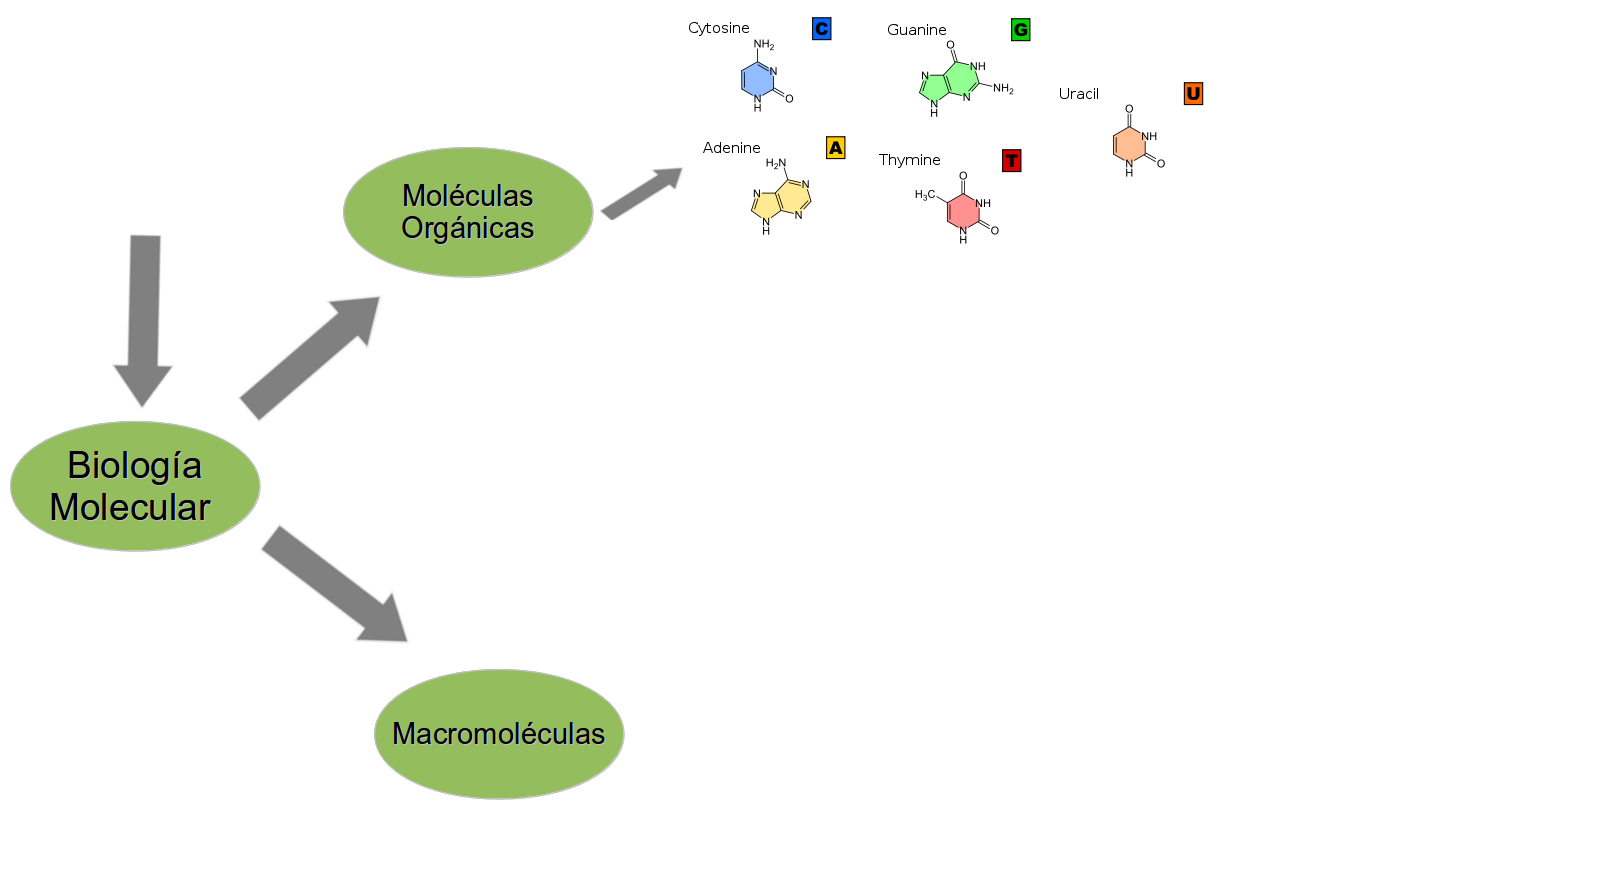 Cytosine C
NH2
N
N
H
O
Guanine G
O
N
NH
N
H
N
NH2
Uracil U
O
NH
N
H
O
Adenine A
H2N
N
N
N
H
N
Thymine T
O
H3C
NH
N
H
O
Moléculas
Orgánicas
Biología
Molecular
Macromoléculas